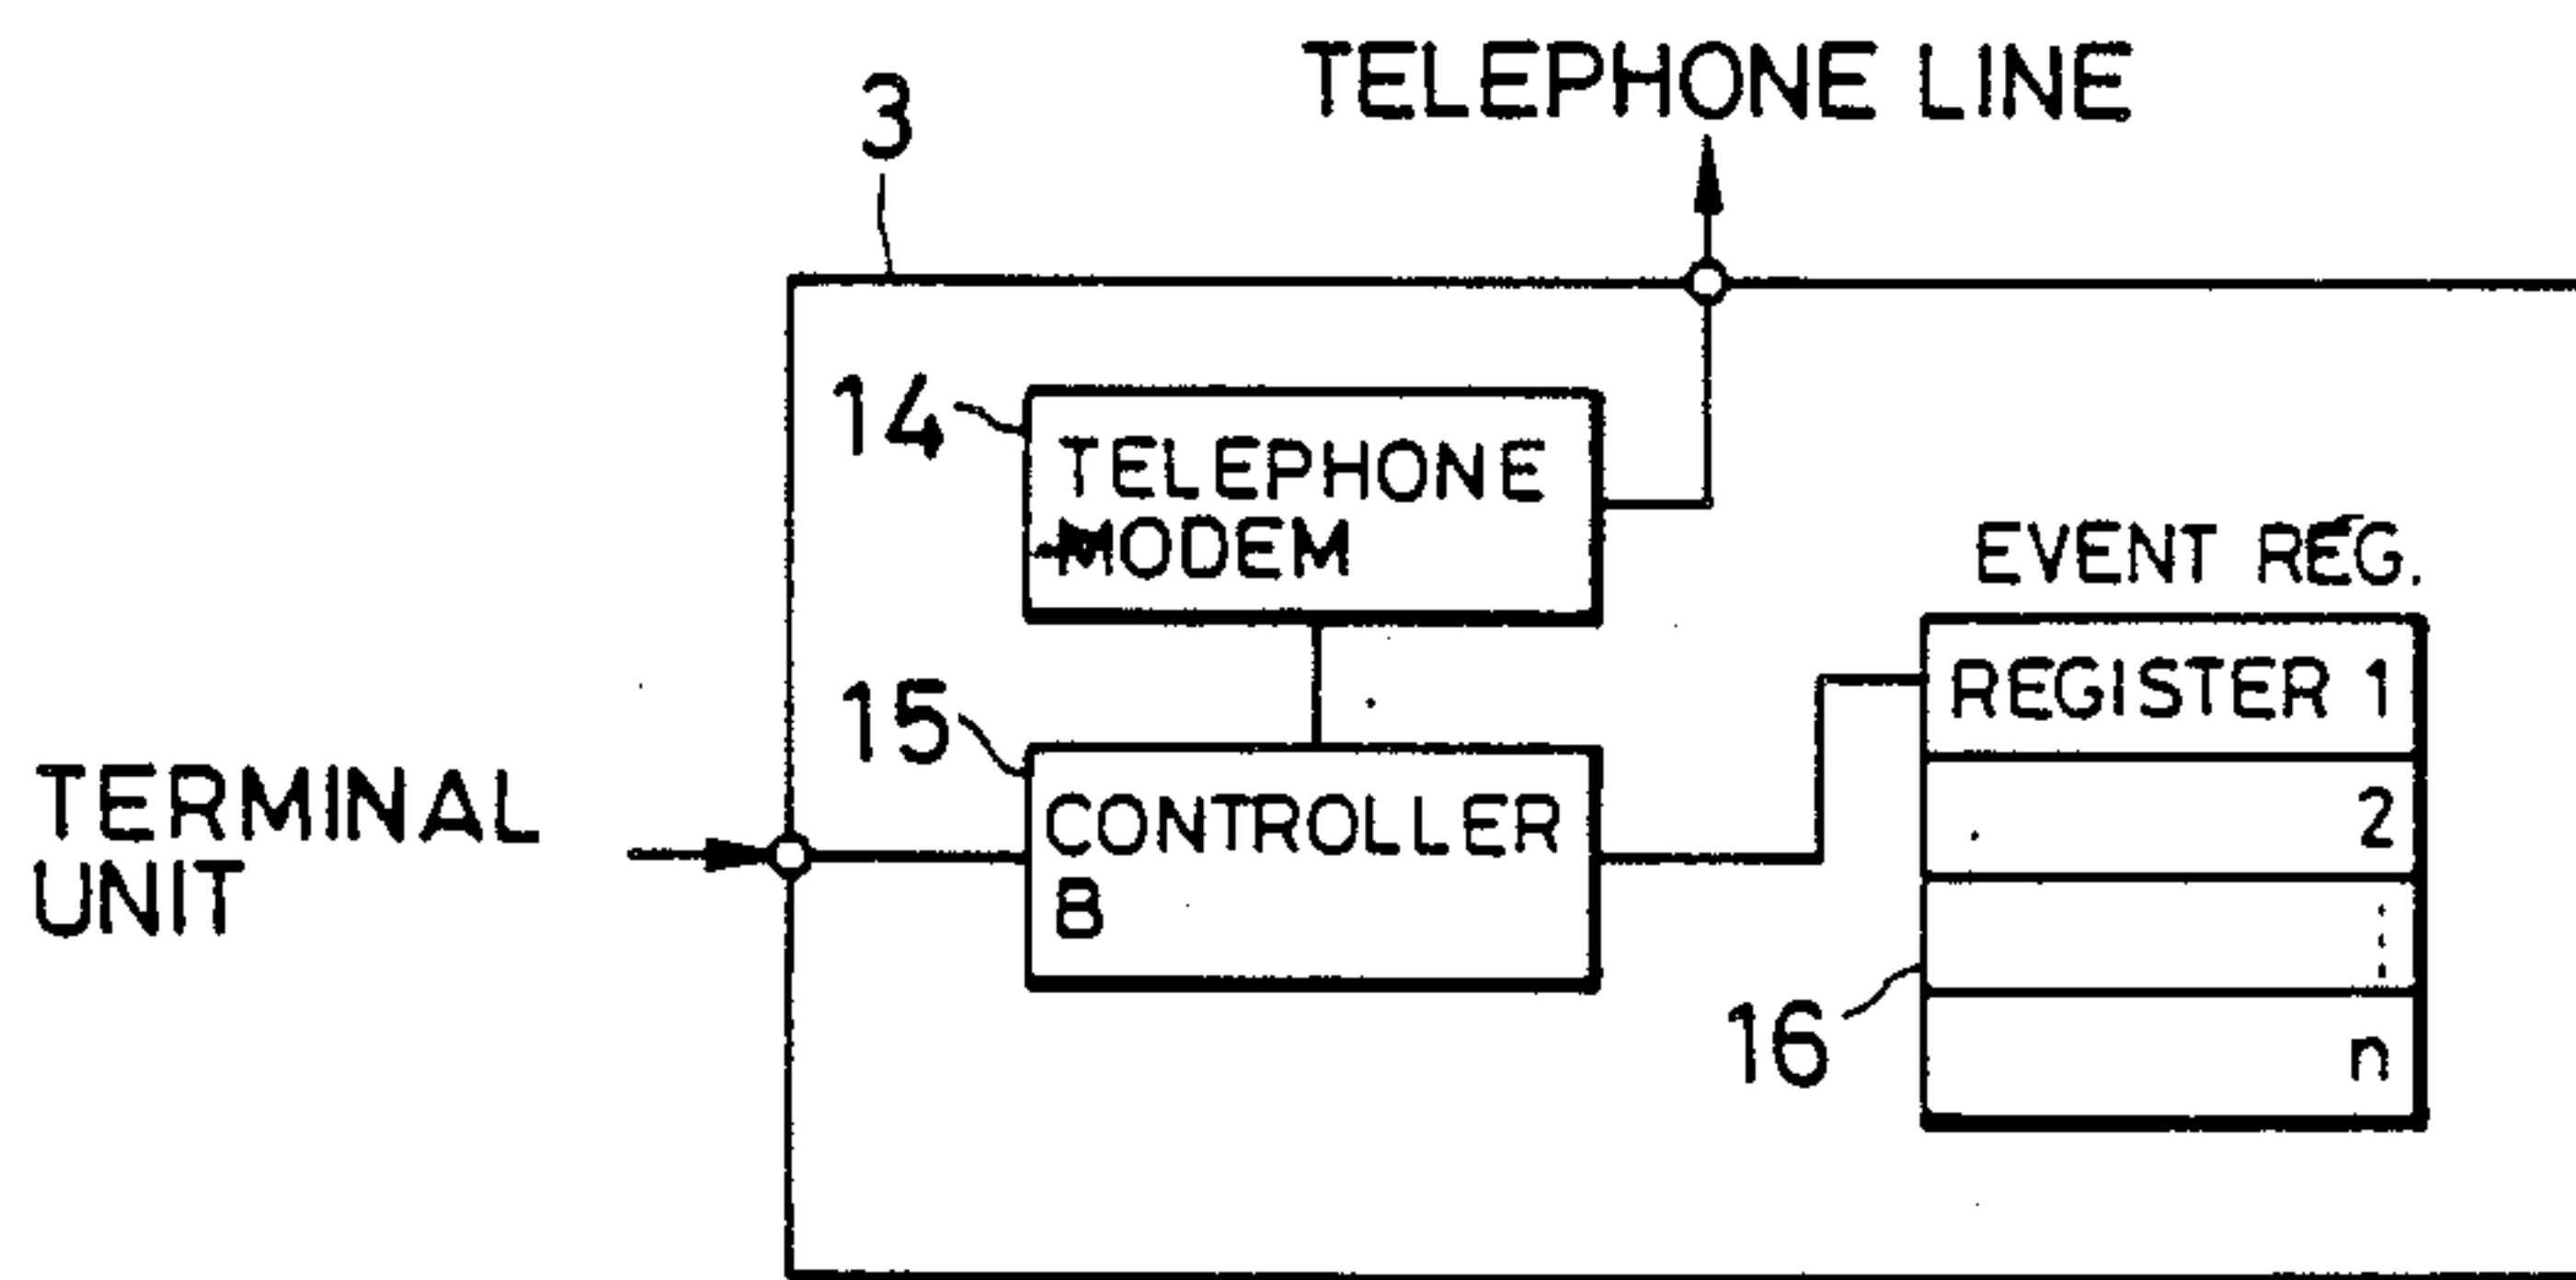 TELEPHONE LINE
3
14
TELEPHONE
MODEM
EVENT REG.
15
REGISTER 1
TERMINAL
UNIT
CONTROLLER
B
2
16
n